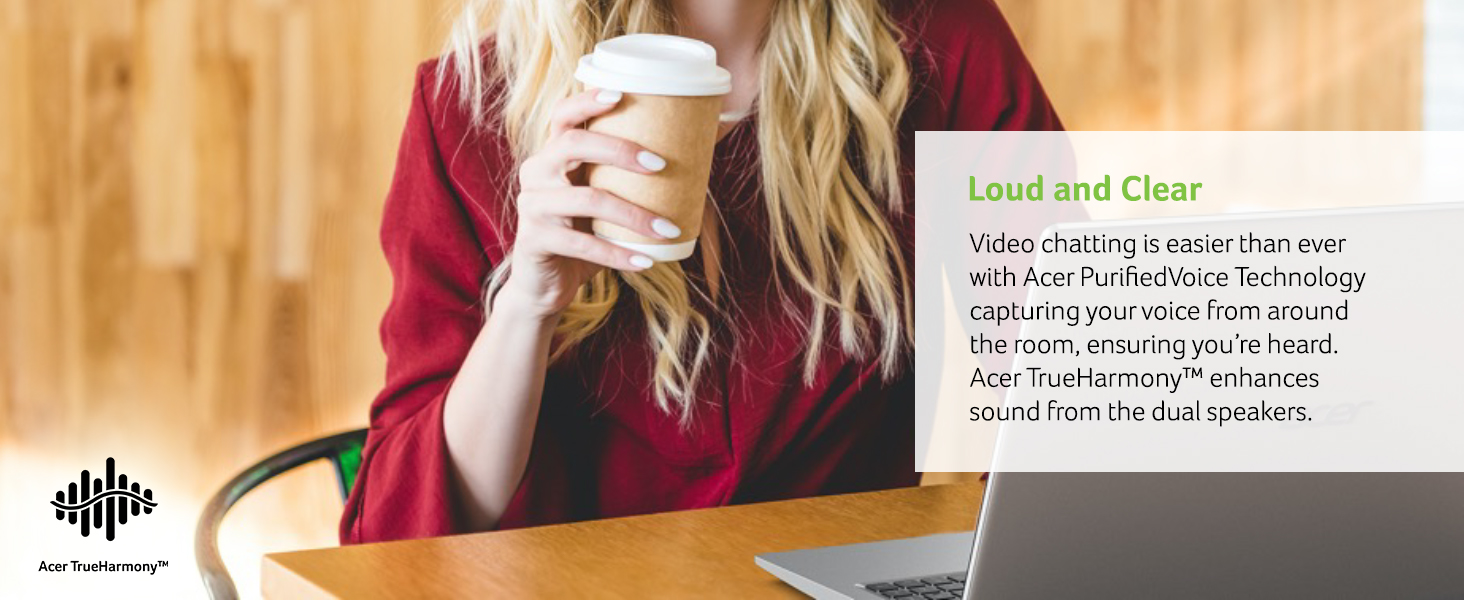 Loud and Clear
Video chatting is easier than ever
with Acer PurifiedVoice Technology
capturing your voice from around
the room, ensuring you're heard.
Acer TrueHarmony™ enhances
sound from the dual speakers.
acer
Acer TrueHarmony™